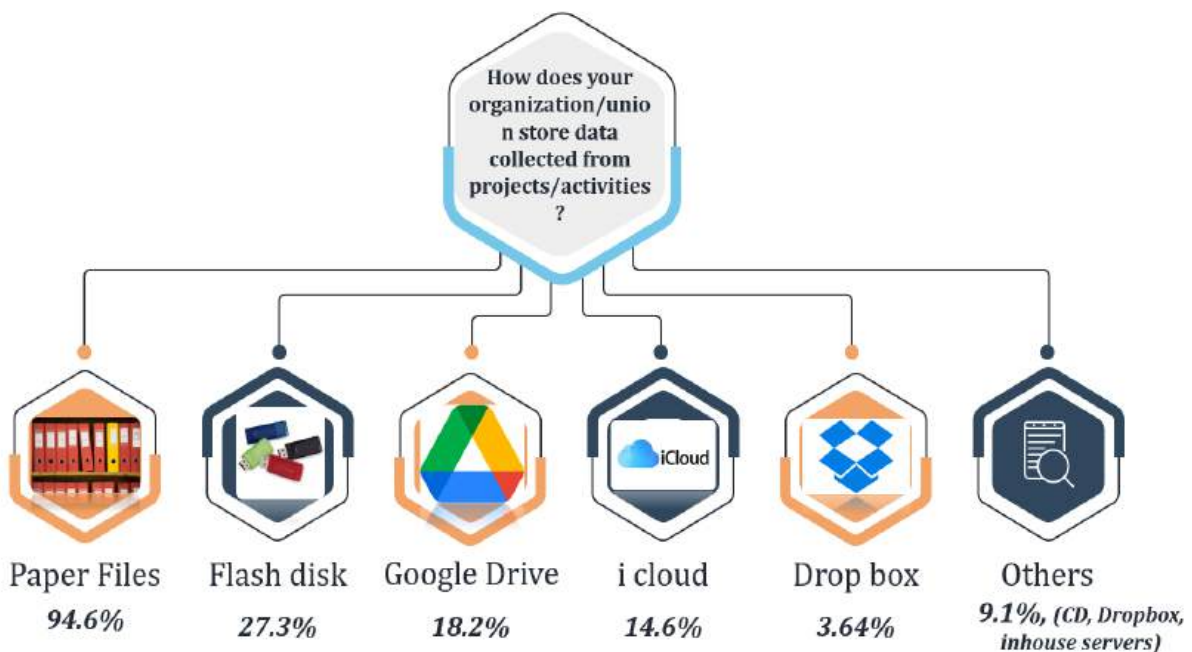 How does your
organization/unio
n store data
collected from
projects/activities
?
iCloud
Paper Files
94.6%
Flash disk
27.3%
Google Drive
18.2%
i cloud
14.6%
Drop box
3.64%
Others
9.1%, (CD, Dropbox,
inhouse servers)